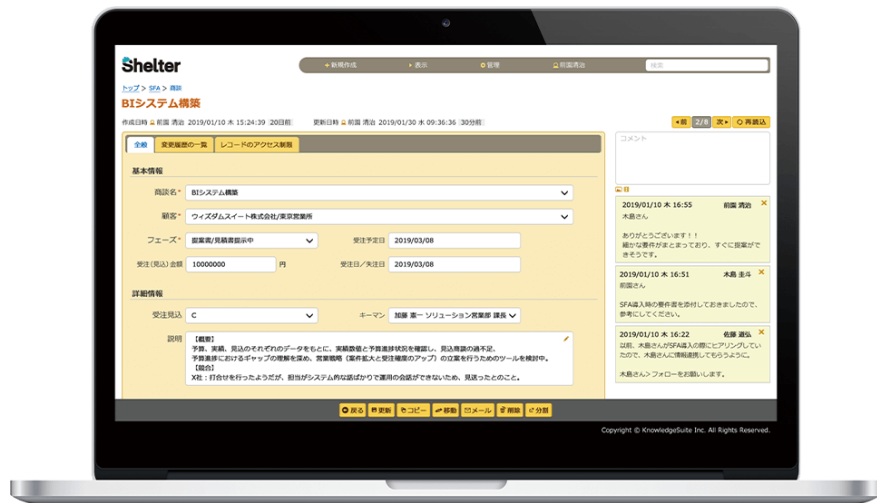 Shelter
新規作成
表示
管理
前園清治
検索
トップ > SFA > 商談
BIシステム構築
作成日時 前園 清治 2019/01/10 木 15:24:39 20日前 更新日時 前園 清治 2019/01/30 水 09:36:36 30分前
前 2/8 次 再読込
全般 変更履歴の一覧 レコードのアクセス制限
コメント
基本情報
商談名* BIシステム構築
顧客* ウィズダムスイート株式会社/東京営業所
フェーズ* 提案書/見積書提示中 受注予定日 2019/03/08
受注(見込)金額 10000000 円 受注日/失注日 2019/03/08
詳細情報
受注見込 C キーマン 加藤 憲一 ソリューション営業部 課長
説明 【概要】
予算、実績、見込のそれぞれのデータをもとに、実績数値と予算進捗状況を確認し、見込商談の過不足、
予算進捗におけるギャップの理解を深め、営業戦略(案件拡大と受注確度のアップ)の立案を行うためのツールを検討中。
【競合】
X社:打合せを行ったようだが、担当がシステム的な話ばかりで運用の会話ができないため、見送ったとのこと。
2019/01/10 木 16:55 前園 清治
木島さん
ありがとうございます!!
細かな要件がまとまっており、すぐに提案がで
きそうです。
2019/01/10 木 16:51 木島 圭斗
前園さん
SFA導入時の要件書を添付しておきましたので、
参考にしてください。
2019/01/10 木 16:22 佐藤 道弘
以前、木島さんがSFA導入の際にヒアリングしてい
たので、木島さんに情報連携してもらうように。
木島さん>フォローをお願いします。
戻る 更新 コピー 移動 メール 削除 分割
Copyright © KnowledgeSuite Inc. All Rights Reserved.